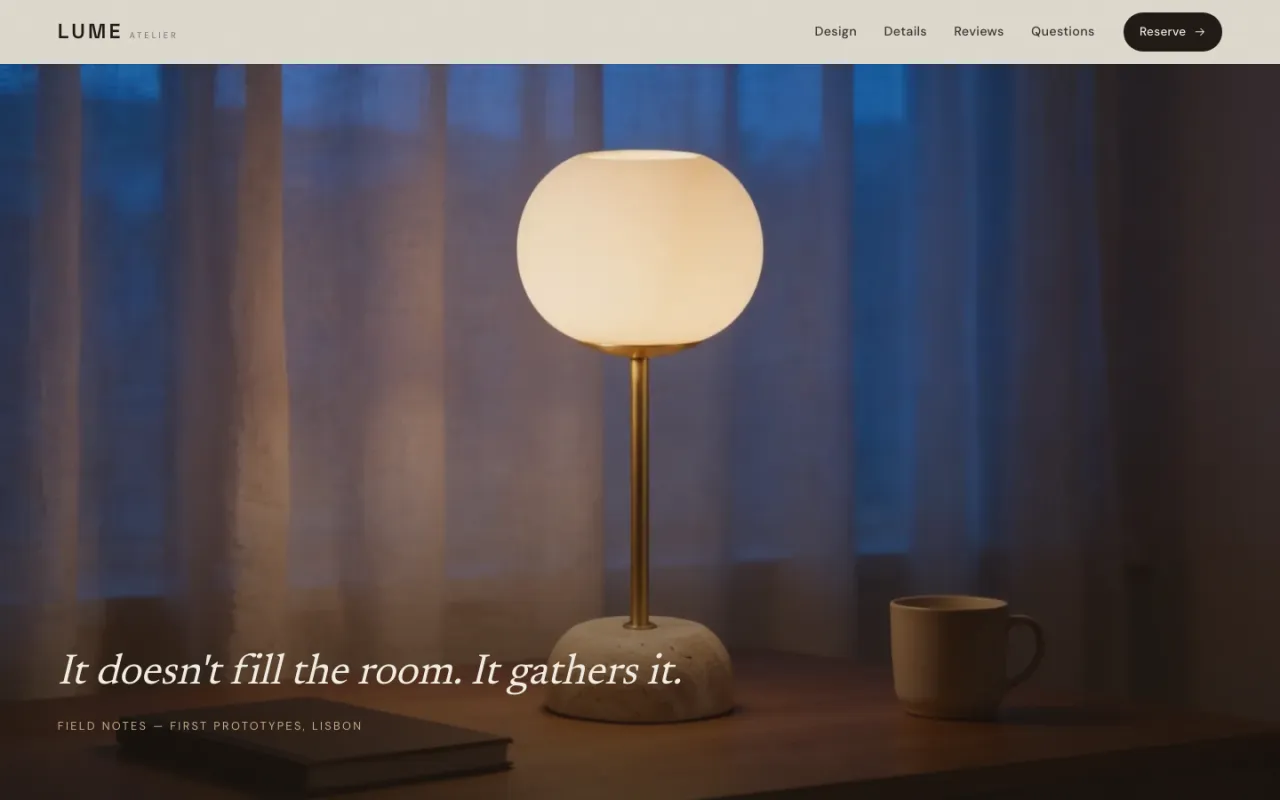 LUME ATELIER
Design Details Reviews Questions Reserve →
It doesn't fill the room. It gathers it.
FIELD NOTES — FIRST PROTOTYPES, LISBON